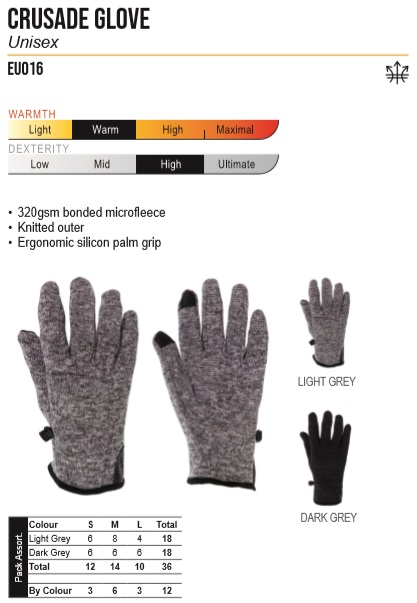 CRUSADE GLOVE
Unisex
EU016
WARMTH
Light Warm High Maximal
DEXTERITY
Low Mid High Ultimate
• 320gsm bonded microfleece
• Knitted outer
• Ergonomic silicon palm grip
LIGHT GREY
DARK GREY
Pack Assort.
Colour S M L Total
Light Grey 6 8 4 18
Dark Grey 6 6 6 18
Total 12 14 10 36
By Colour 3 6 3 12